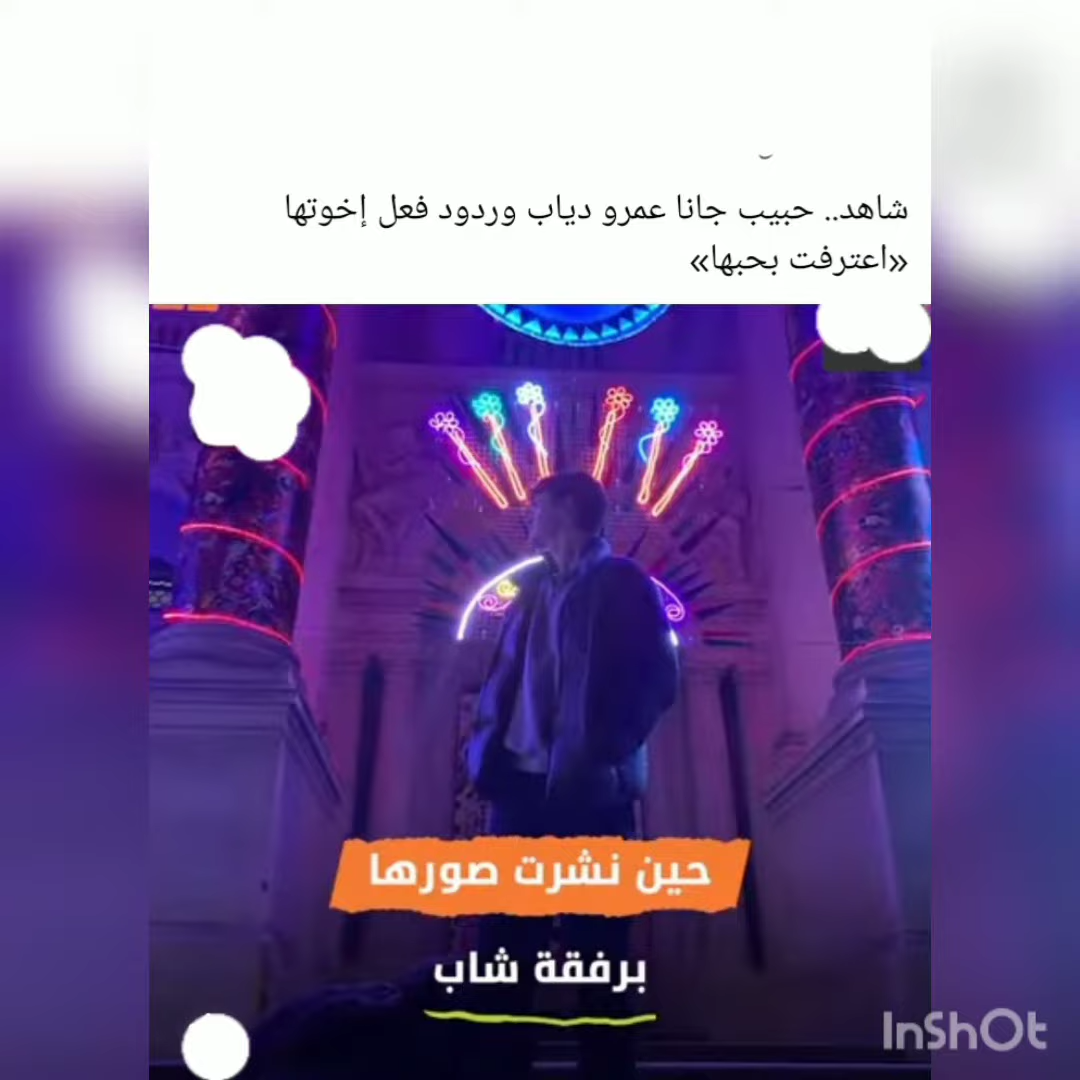 شاهد.. حبيب جانا عمرو دياب وردود فعل إخوتها
«اعترفت بحبها»
حين نشرت صورها
برفقة شاب
InShOt